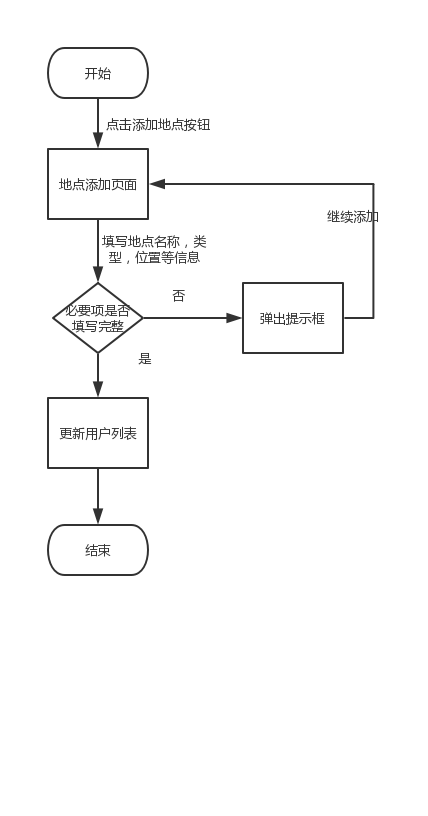 开始
点击添加地点按钮
地点添加页面
继续添加
填写地点名称，类
型，位置等信息
否
必要项是否
填写完整
弹出提示框
是
更新用户列表
结束